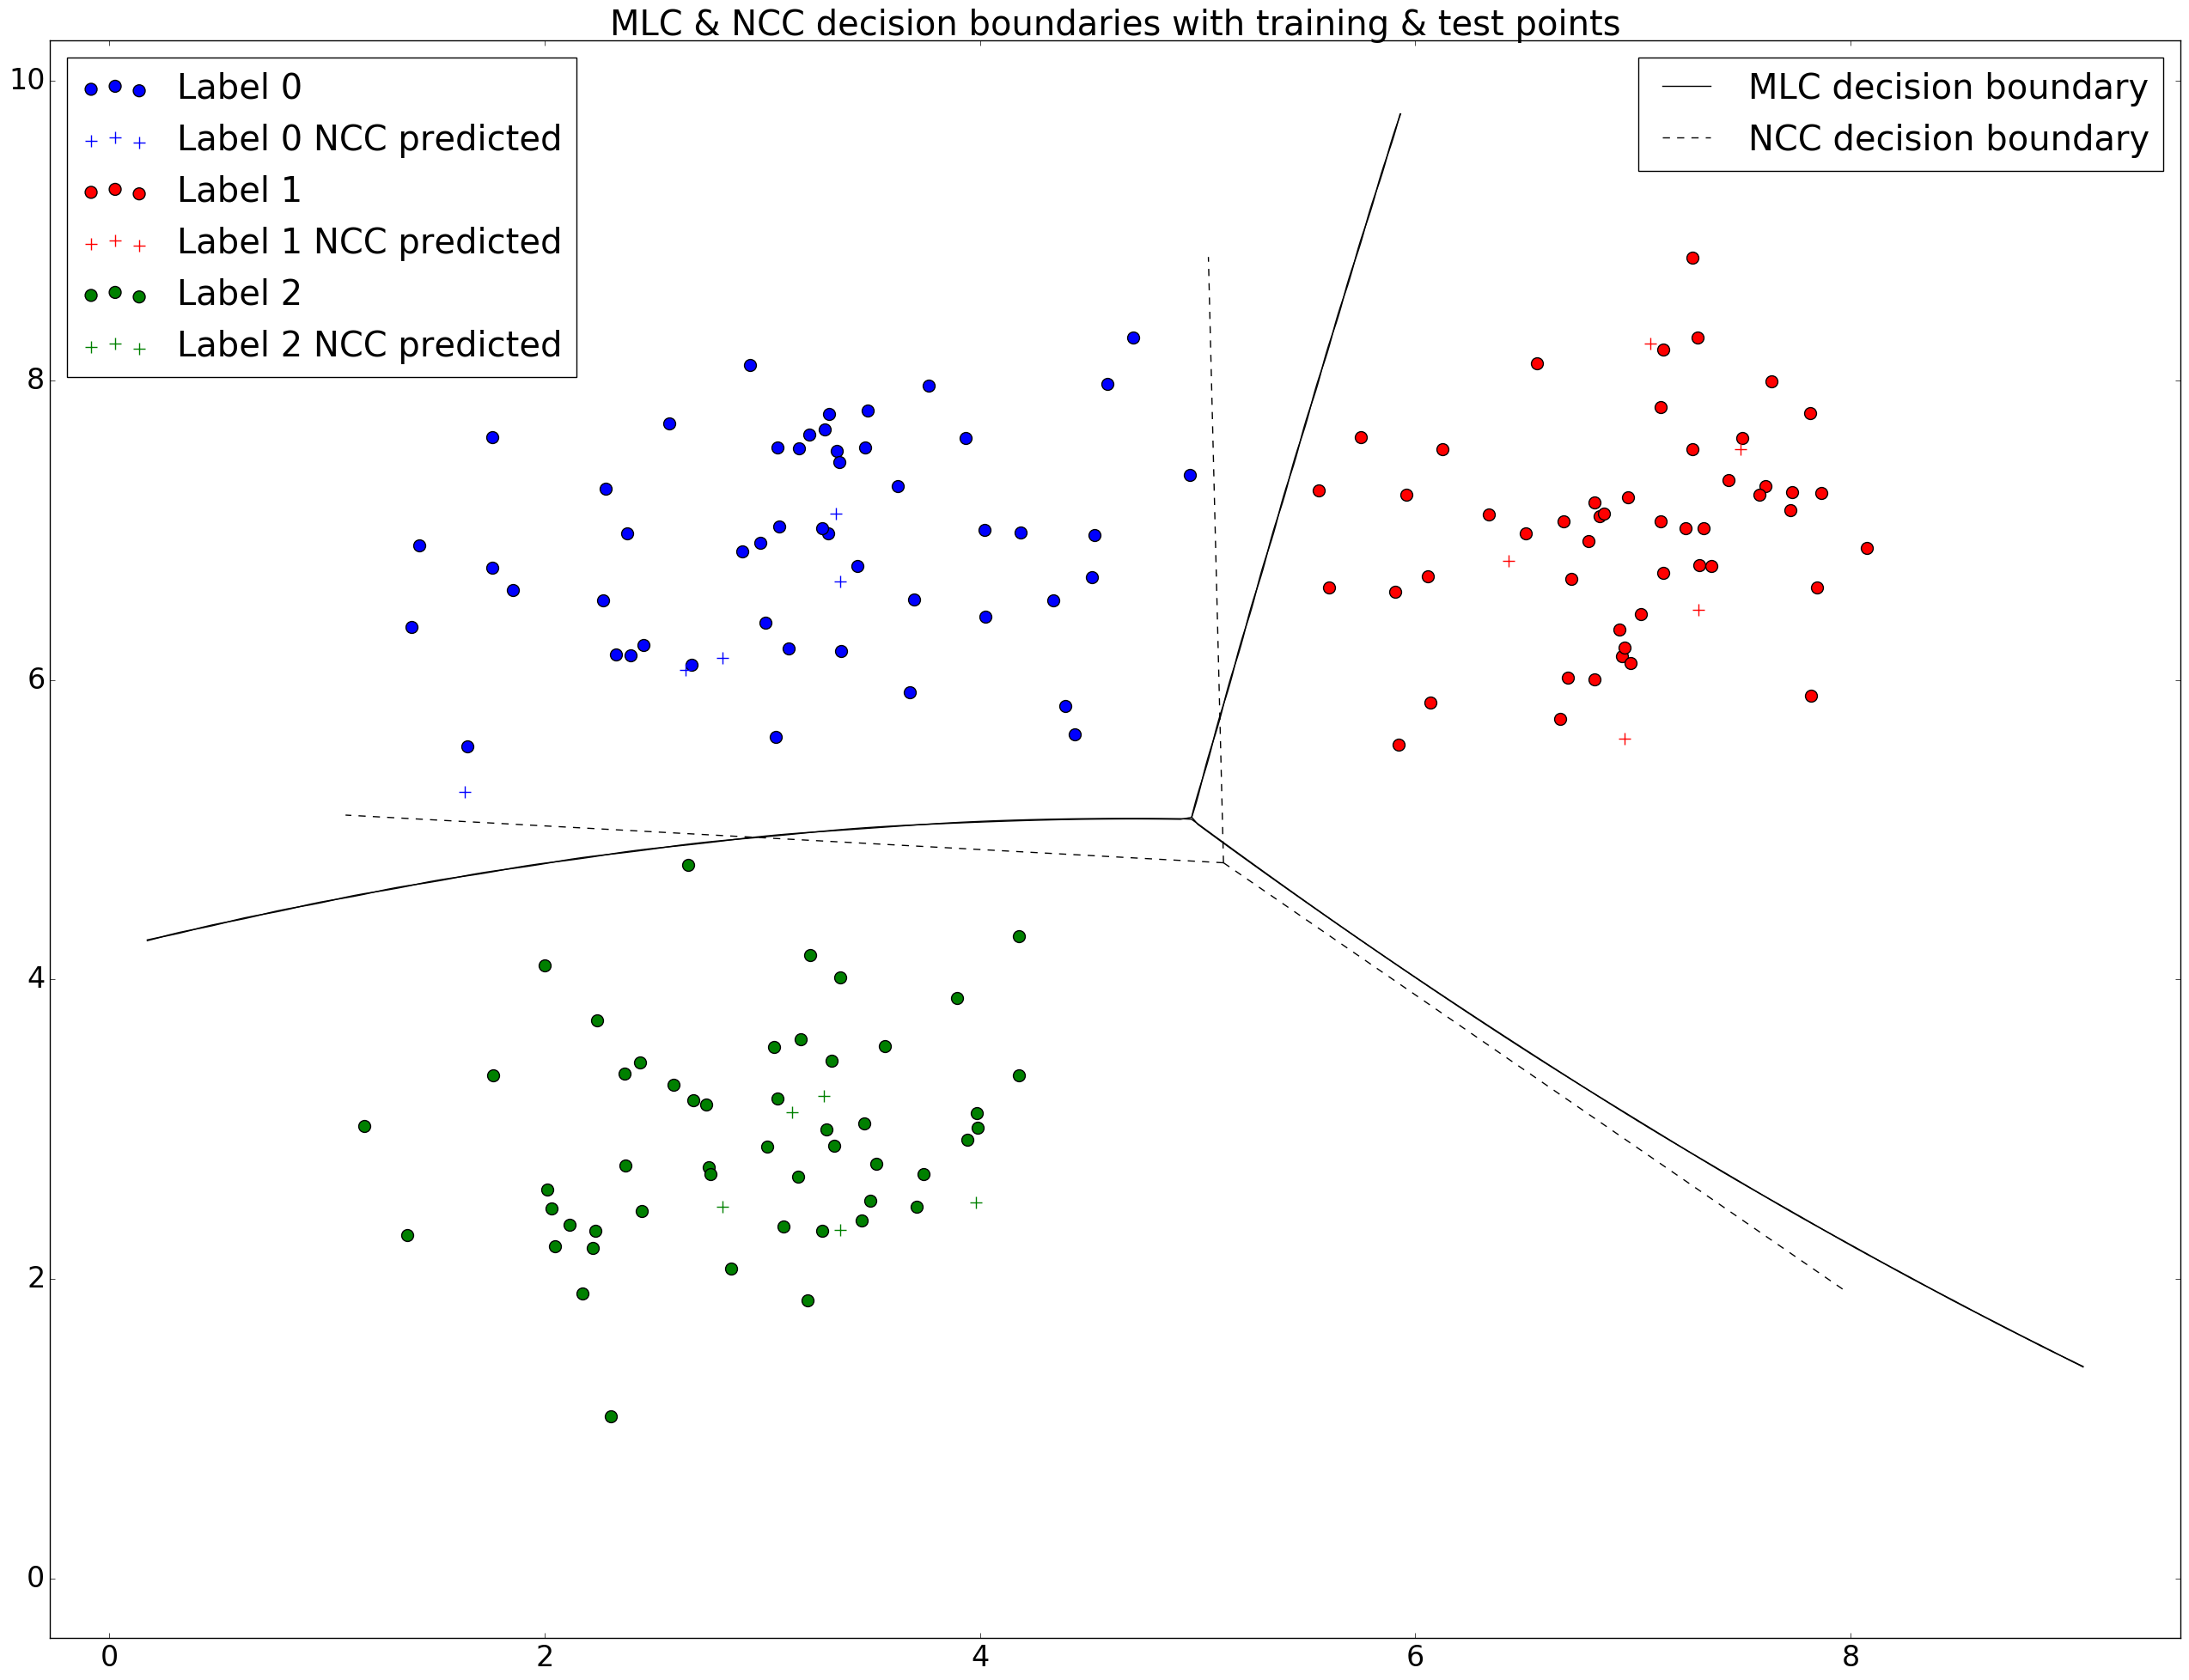 MLC & NCC decision boundaries with training & test points
Label 0
Label 0 NCC predicted
Label 1
Label 1 NCC predicted
Label 2
Label 2 NCC predicted
MLC decision boundary
NCC decision boundary
10
8
6
4
2
0
0 2 4 6 8